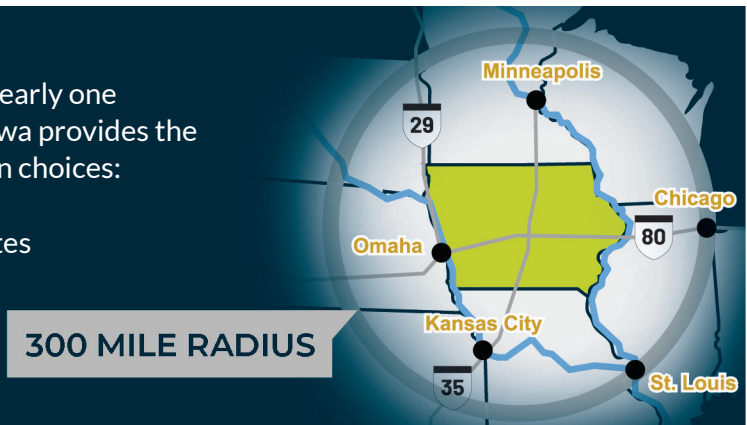 early one
wa provides the
n choices:
tes
300 MILE RADIUS
Minneapolis
29
Chicago
80
Omaha
Kansas City
35
St. Louis